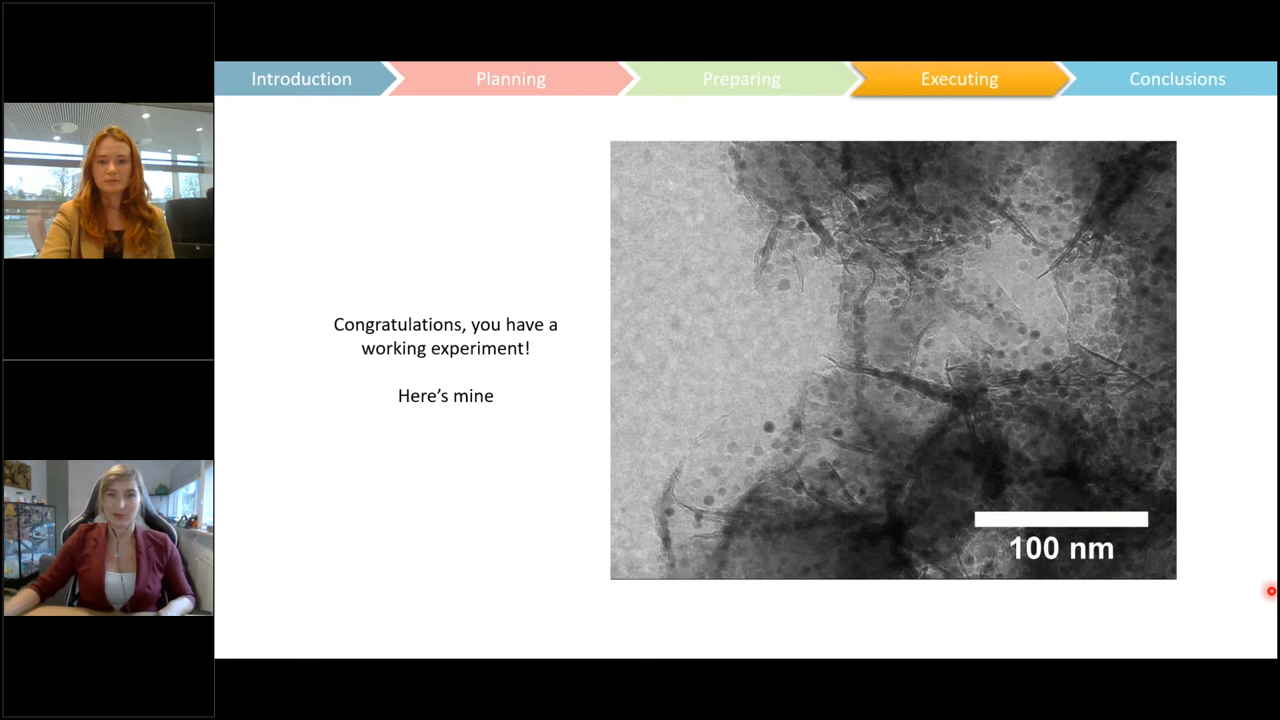 Introduction
Planning
Preparing
Executing
Conclusions
Congratulations, you have a
working experiment!
Here’s mine
100 nm